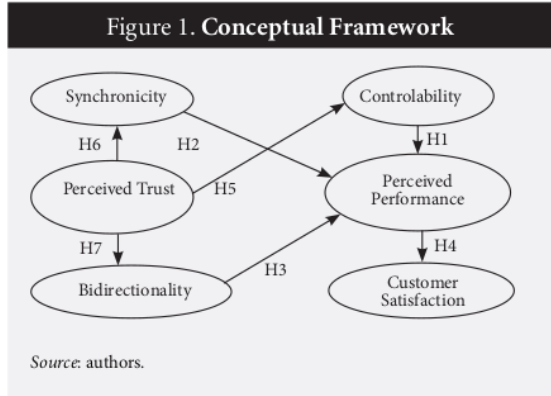 Figure 1. Conceptual Framework
Synchronicity
Controlability
H6
H2
H1
Perceived Trust
H5
Perceived
Performance
H7
H3
H4
Bidirectionality
Customer
Satisfaction
Source: authors.